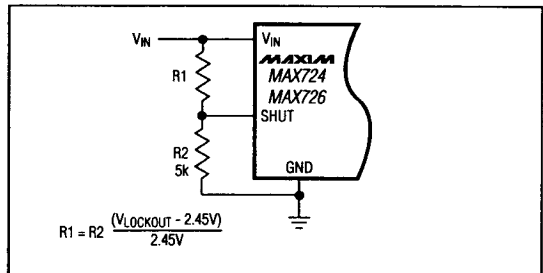 VIN
VIN
MAXIM
MAX724
MAX726
R1
SHUT
R2
5k
GND
R1 = R2 (VLOCKOUT - 2.45V)
2.45V